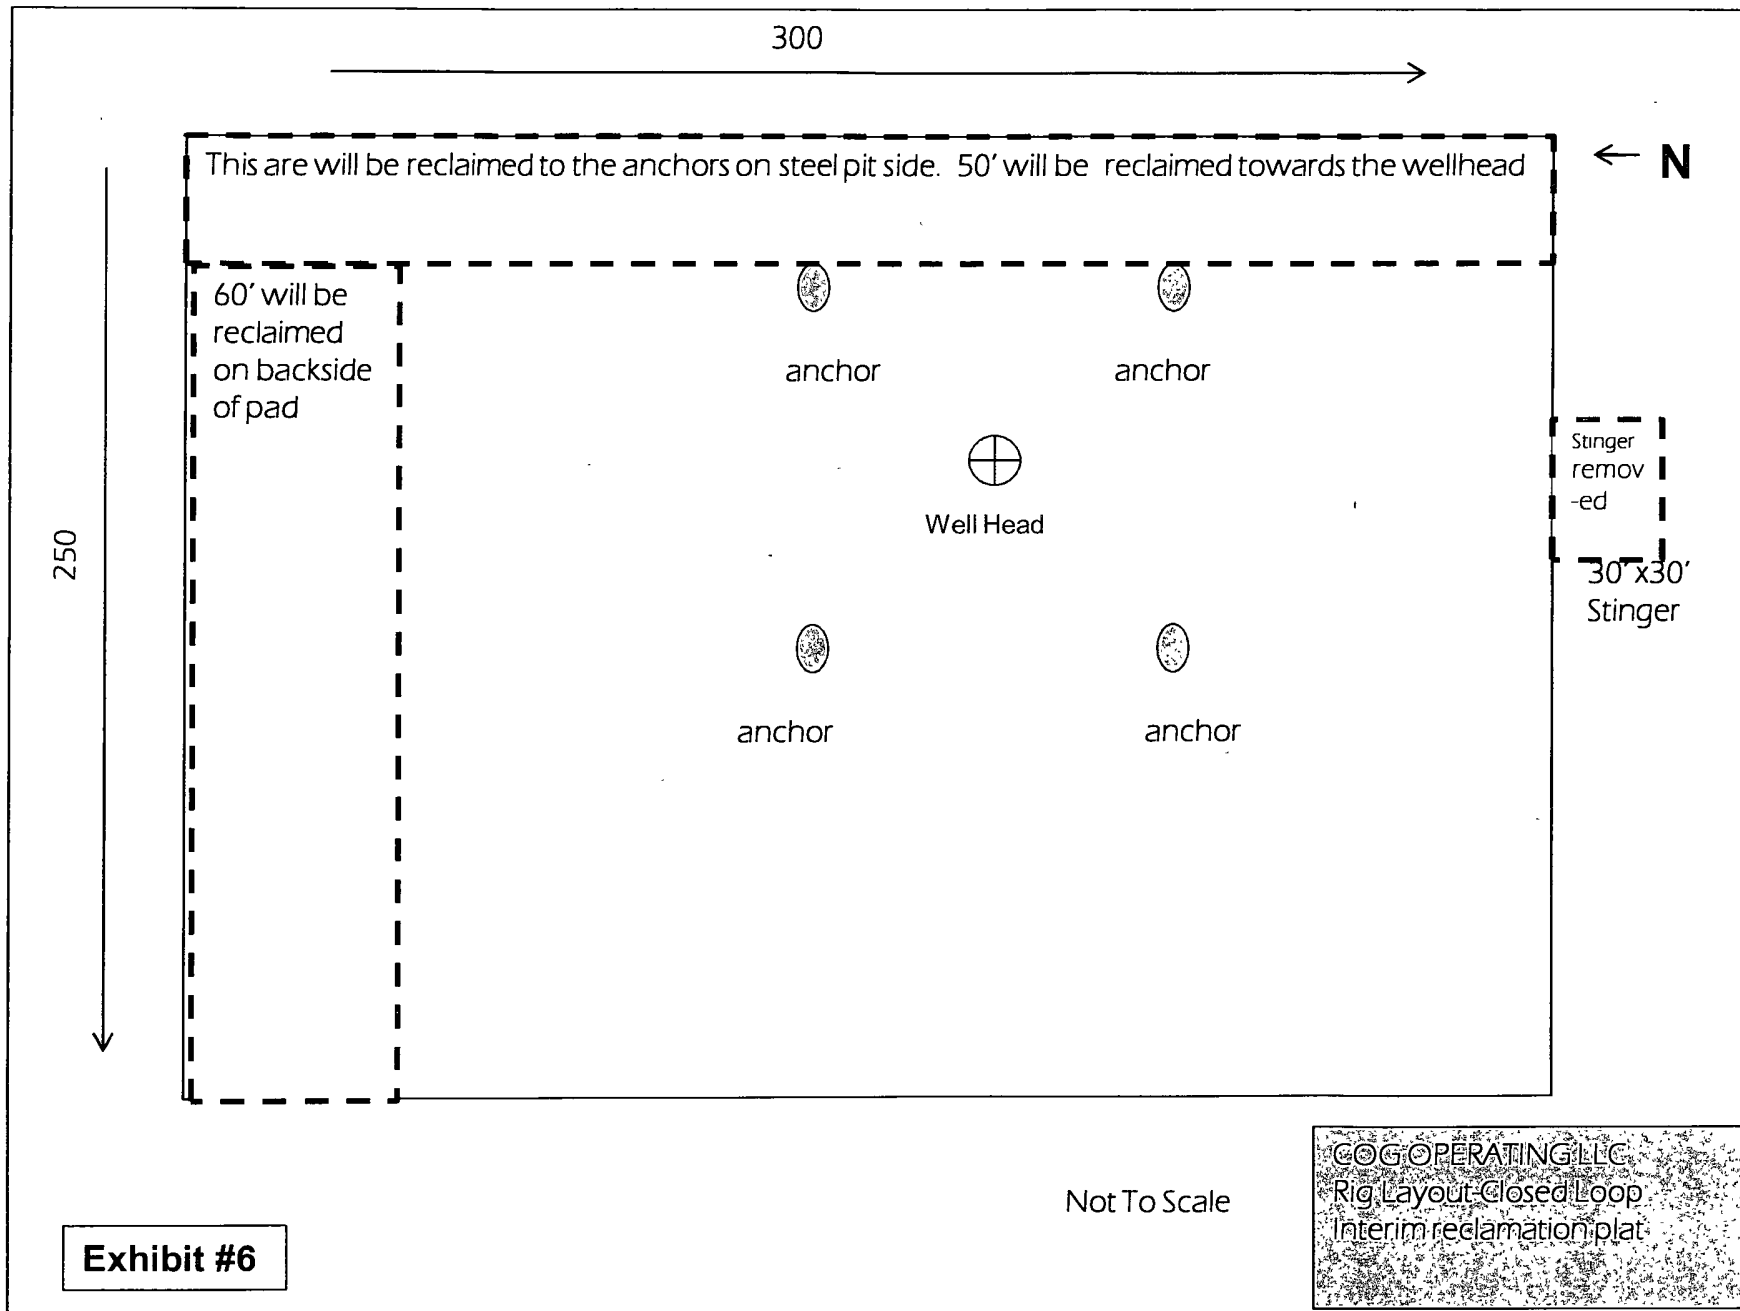 300
This are will be reclaimed to the anchors on steel pit side. 50' will be reclaimed towards the wellhead
← N
60' will be
reclaimed
on backside
of pad
anchor
anchor
Stinger
remov
-ed
Well Head
250
30'x30'
Stinger
anchor
anchor
COG OPERATING LLC
Rig Layout-Closed Loop
Interim reclamation plat
Not To Scale
Exhibit #6